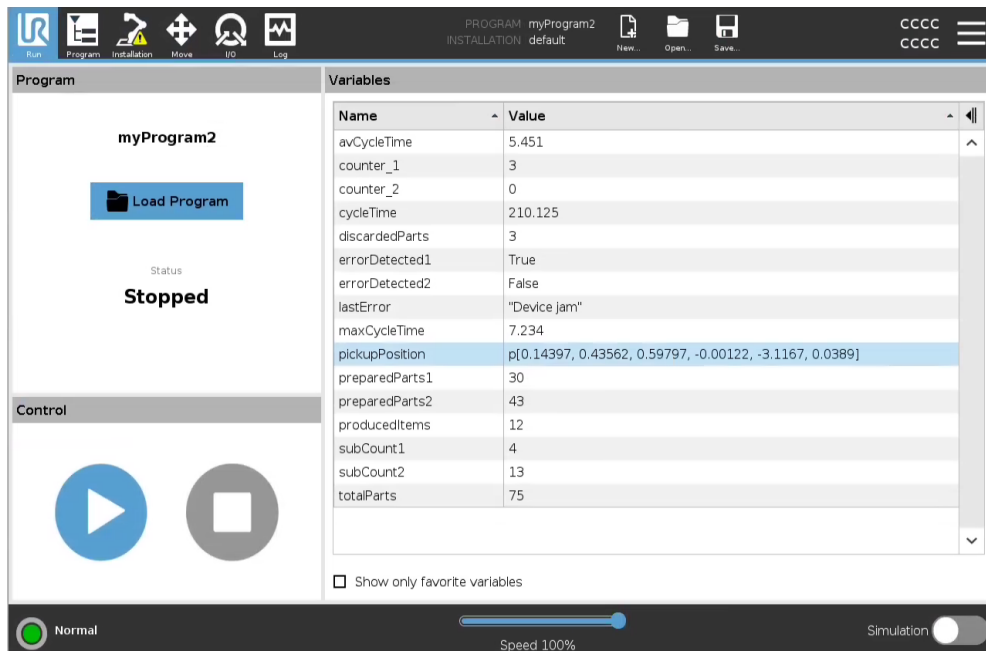 UR
Run Program Installation Move I/O Log
PROGRAM myProgram2
INSTALLATION default
New... Open... Save...
CCCC
CCCC
Program
myProgram2
Load Program
Status
Stopped
Control
Variables
Name Value
avCycleTime 5.451
counter_1 3
counter_2 0
cycleTime 210.125
discardedParts 3
errorDetected1 True
errorDetected2 False
lastError "Device jam"
maxCycleTime 7.234
pickupPosition p[0.14397, 0.43562, 0.59797, -0.00122, -3.1167, 0.0389]
preparedParts1 30
preparedParts2 43
producedItems 12
subCount1 4
subCount2 13
totalParts 75
Show only favorite variables
Normal
Speed 100%
Simulation